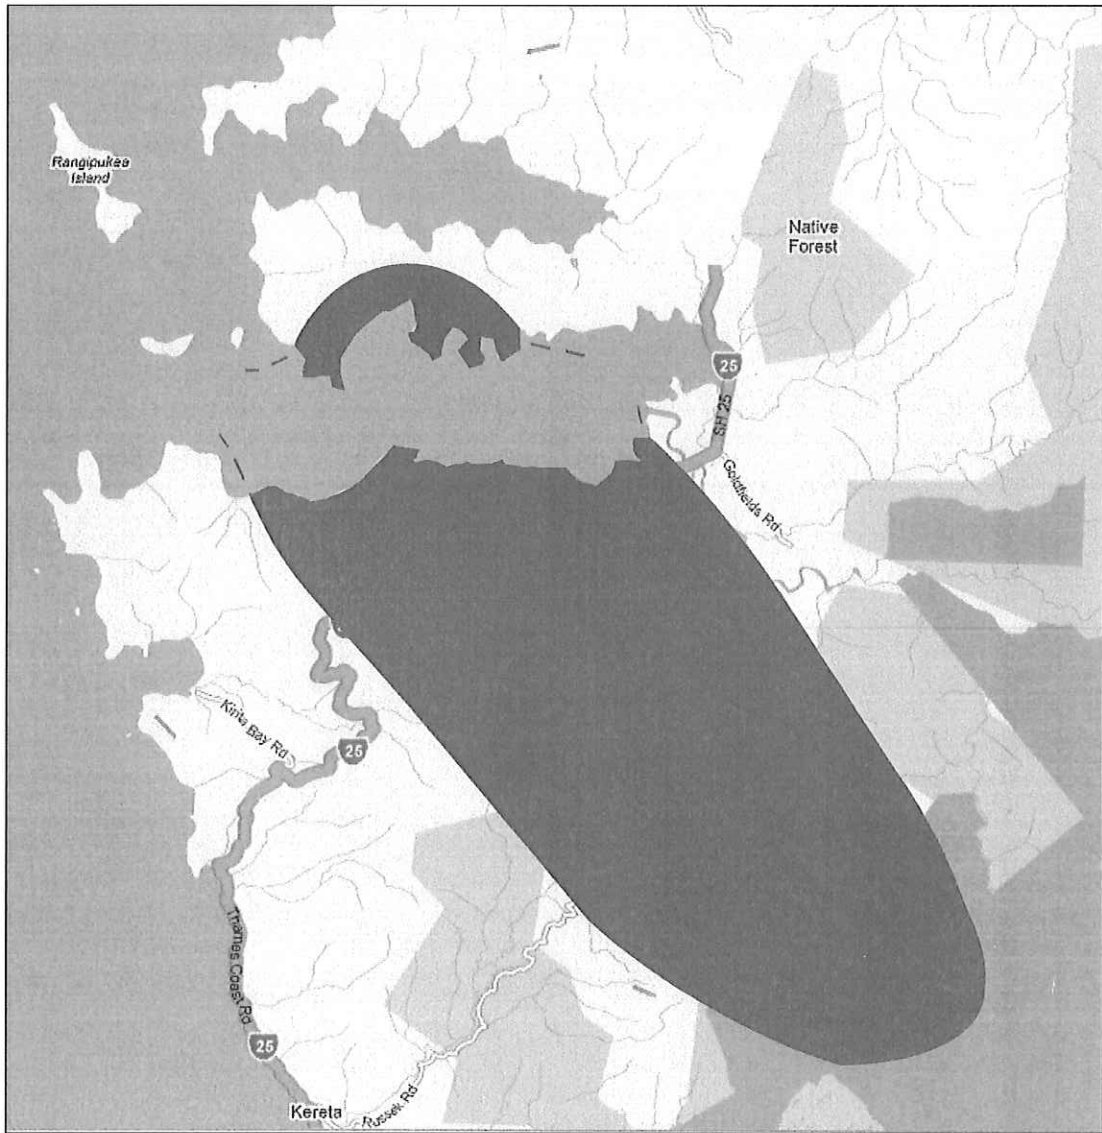 Rangipukea
Island
Native
Forest
25
SH 25
Goldfields Rd
Kirita Bay Rd
25
Thames Coast Rd
25
Kereta
Russek Rd